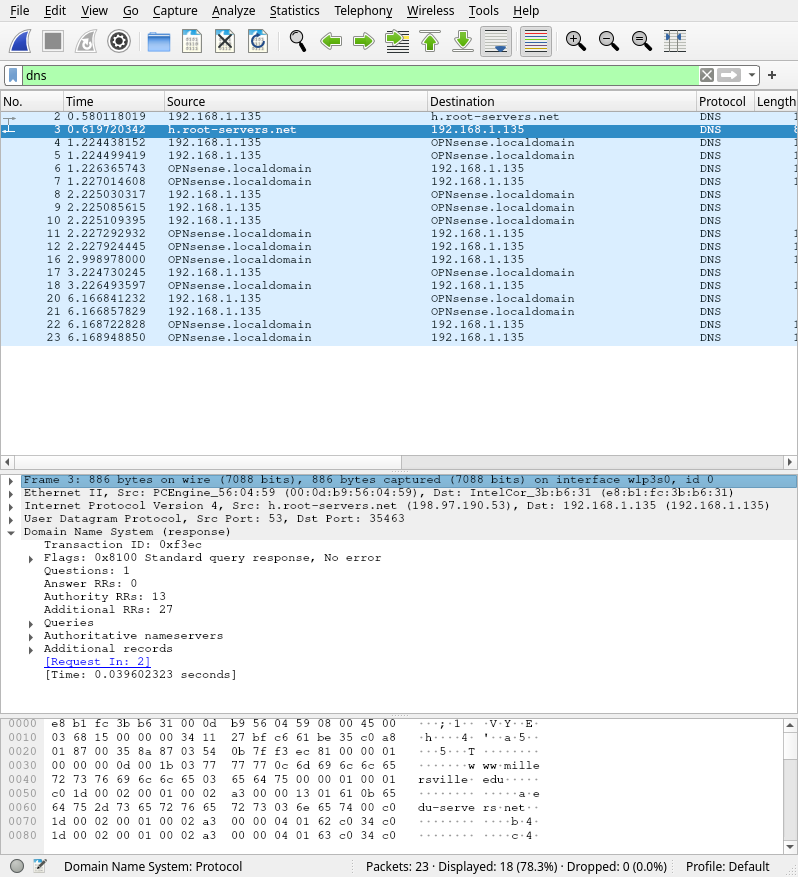 File Edit View Go Capture Analyze Statistics Telephony Wireless Tools Help
dns
No. Time Source Destination Protocol Length
2 0.580118019 192.168.1.135 h.root-servers.net DNS 1
3 0.619720342 h.root-servers.net 192.168.1.135 DNS 8
4 1.224438152 192.168.1.135 OPNsense.localdomain DNS
5 1.224499419 192.168.1.135 OPNsense.localdomain DNS
6 1.226365743 OPNsense.localdomain 192.168.1.135 DNS 1
7 1.227014608 OPNsense.localdomain 192.168.1.135 DNS 1
8 2.225030317 192.168.1.135 OPNsense.localdomain DNS
9 2.225085615 192.168.1.135 OPNsense.localdomain DNS
10 2.225109395 192.168.1.135 OPNsense.localdomain DNS
11 2.227292932 OPNsense.localdomain 192.168.1.135 DNS 1
12 2.227924445 OPNsense.localdomain 192.168.1.135 DNS 1
16 2.998978000 OPNsense.localdomain 192.168.1.135 DNS 1
17 3.224730245 192.168.1.135 OPNsense.localdomain DNS
18 3.226493597 OPNsense.localdomain 192.168.1.135 DNS 1
20 6.166841232 192.168.1.135 OPNsense.localdomain DNS
21 6.166857829 192.168.1.135 OPNsense.localdomain DNS
22 6.168722828 OPNsense.localdomain 192.168.1.135 DNS 1
23 6.168948850 OPNsense.localdomain 192.168.1.135 DNS 1
Frame 3: 886 bytes on wire (7088 bits), 886 bytes captured (7088 bits) on interface wlp3s0, id 0
Ethernet II, Src: PCEngine_56:04:59 (00:0d:b9:56:04:59), Dst: IntelCor_3b:b6:31 (e8:b1:fc:3b:b6:31)
Internet Protocol Version 4, Src: h.root-servers.net (198.97.190.53), Dst: 192.168.1.135 (192.168.1.135)
User Datagram Protocol, Src Port: 53, Dst Port: 35463
Domain Name System (response)
Transaction ID: 0xf3ec
Flags: 0x8100 Standard query response, No error
Questions: 1
Answer RRs: 0
Authority RRs: 13
Additional RRs: 27
Queries
Authoritative nameservers
Additional records
[Request In: 2]
[Time: 0.039602323 seconds]
0000 e8 b1 fc 3b b6 31 00 0d b9 56 04 59 08 00 45 00 ···;·1·· ·V·Y··E·
0010 03 68 15 00 00 00 34 11 27 bf c6 61 be 35 c0 a8 ·h····4· '··a·5··
0020 01 87 00 35 8a 87 03 54 0b 7f f3 ec 81 00 00 01 ···5···T ········
0030 00 00 00 0d 00 1b 03 77 77 77 0c 6d 69 6c 6c 65 ·······w ww·mille
0040 72 73 76 69 6c 6c 65 03 65 64 75 00 00 01 00 01 rsville· edu·····
0050 c0 1d 00 02 00 01 00 02 a3 00 00 13 01 61 0b 65 ········ ·····a·e
0060 64 75 2d 73 65 72 76 65 72 73 03 6e 65 74 00 c0 du-serve rs·net··
0070 1d 00 02 00 01 00 02 a3 00 00 04 01 62 c0 34 c0 ········ ····b·4·
0080 1d 00 02 00 01 00 02 a3 00 00 04 01 63 c0 34 c0 ········ ····c·4·
Domain Name System: Protocol Packets: 23 · Displayed: 18 (78.3%) · Dropped: 0 (0.0%) Profile: Default